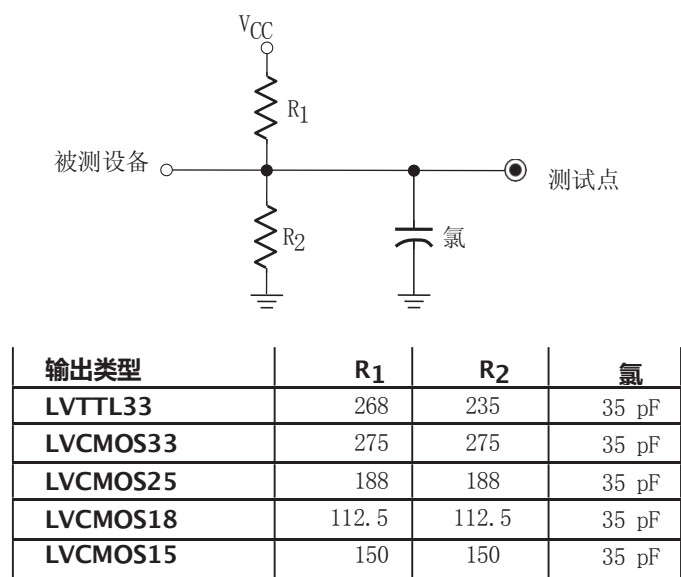 VCC
R1
被测设备
测试点
R2
氯
输出类型 R1 R2 氯
LVTTL33 268 235 35 pF
LVCMOS33 275 275 35 pF
LVCMOS25 188 188 35 pF
LVCMOS18 112.5 112.5 35 pF
LVCMOS15 150 150 35 pF